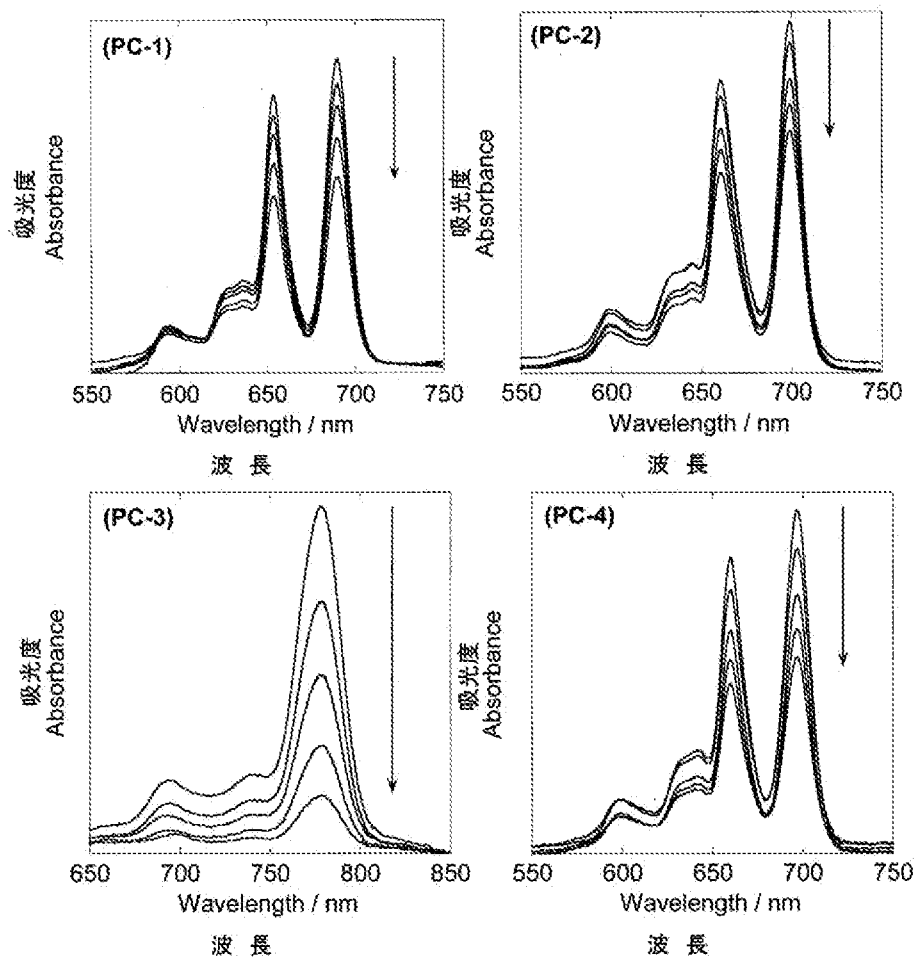 (PC-1)
吸光度
Absorbance
550 600 650 700 750
Wavelength / nm
波 長
(PC-2)
吸光度
Absorbance
550 600 650 700 750
Wavelength / nm
波 長
(PC-3)
吸光度
Absorbance
650 700 750 800 850
Wavelength / nm
波 長
(PC-4)
吸光度
Absorbance
550 600 650 700 750
Wavelength / nm
波 長